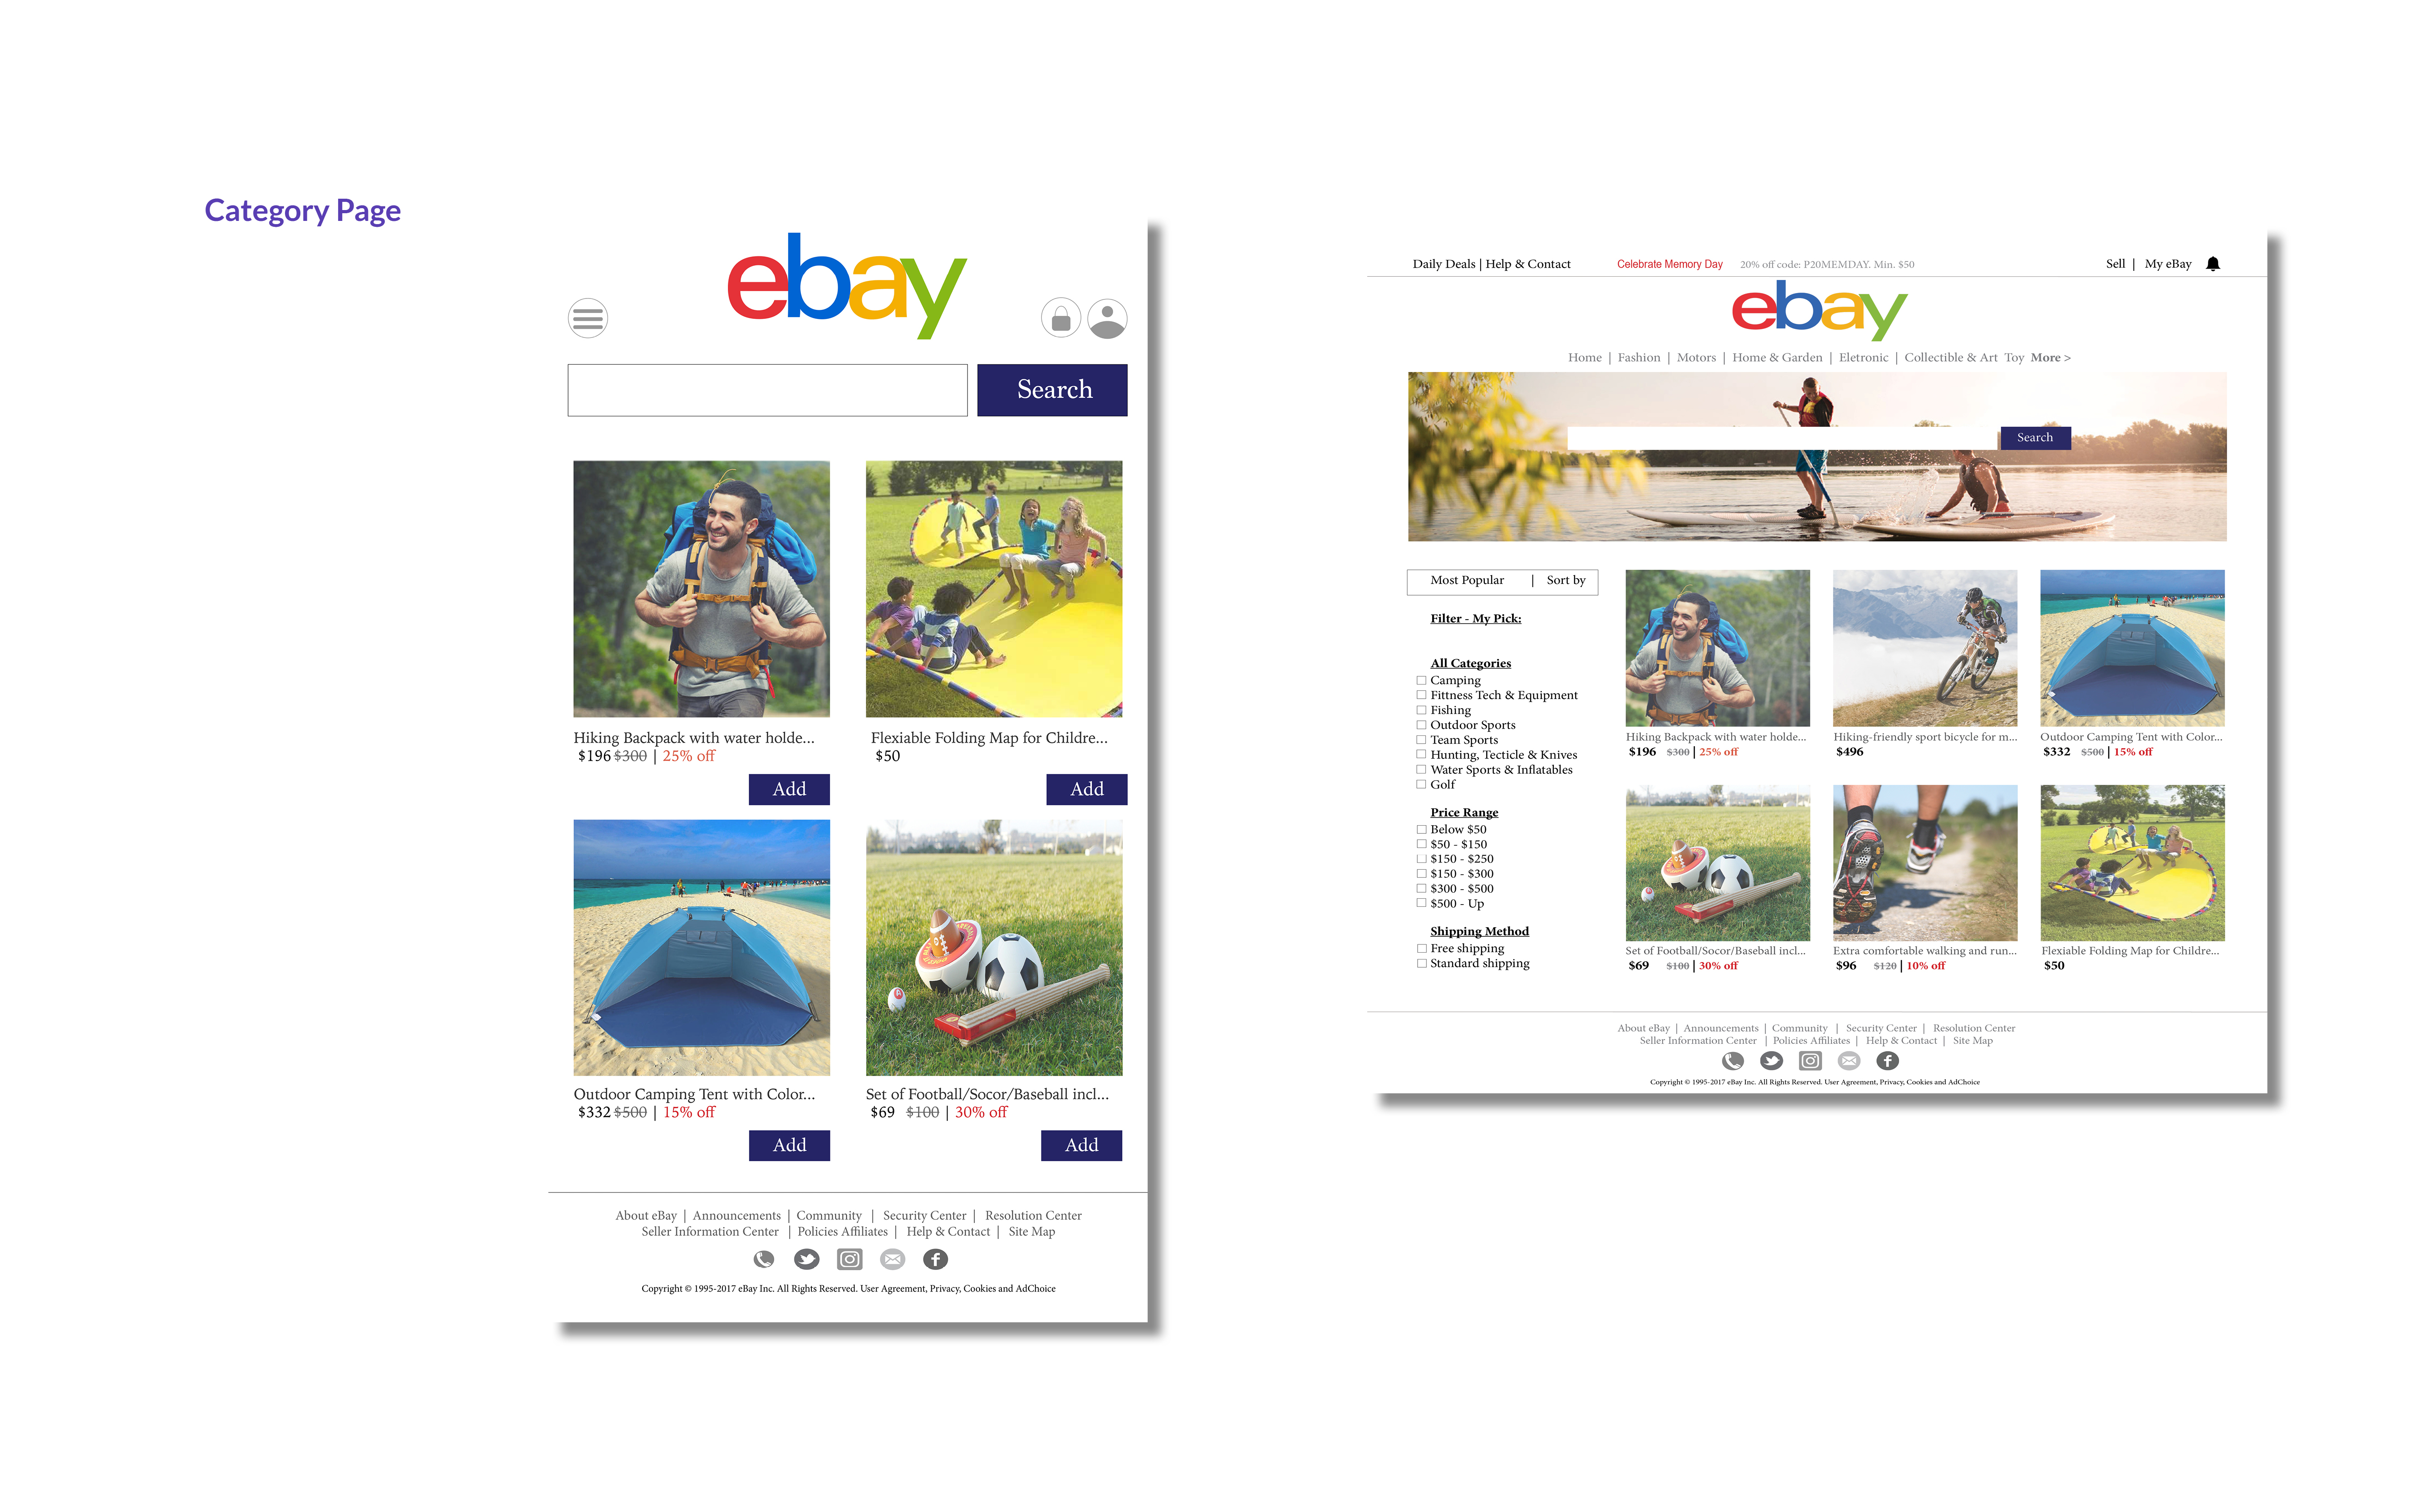 Category Page
ebay
Search
Hiking Backpack with water holde...
$196 $300 | 25% off
Add
Flexiable Folding Map for Childre...
$50
Add
Outdoor Camping Tent with Color...
$332 $500 | 15% off
Add
Set of Football/Socor/Baseball incl...
$69 $100 | 30% off
Add
About eBay | Announcements | Community | Security Center | Resolution Center
Seller Information Center | Policies Affiliates | Help & Contact | Site Map
Copyright © 1995-2017 eBay Inc. All Rights Reserved. User Agreement, Privacy, Cookies and AdChoice
Daily Deals | Help & Contact
Celebrate Memory Day
20% off code: P20MEMDAY. Min. $50
Sell | My eBay
ebay
Home | Fashion | Motors | Home & Garden | Eletronic | Collectible & Art Toy More >
Search
Most Popular | Sort by
Filter - My Pick:
All Categories
Camping
Fittness Tech & Equipment
Fishing
Outdoor Sports
Team Sports
Hunting, Tecticle & Knives
Water Sports & Inflatables
Golf
Price Range
Below $50
$50 - $150
$150 - $250
$150 - $300
$300 - $500
$500 - Up
Shipping Method
Free shipping
Standard shipping
Hiking Backpack with water holde...
$196 $300 | 25% off
Hiking-friendly sport bicycle for m...
$496
Outdoor Camping Tent with Color...
$332 $500 | 15% off
Set of Football/Socor/Baseball incl...
$69 $100 | 30% off
Extra comfortable walking and run...
$96 $120 | 10% off
Flexiable Folding Map for Childre...
$50
About eBay | Announcements | Community | Security Center | Resolution Center
Seller Information Center | Policies Affiliates | Help & Contact | Site Map
Copyright © 1995-2017 eBay Inc. All Rights Reserved. User Agreement, Privacy, Cookies and AdChoice